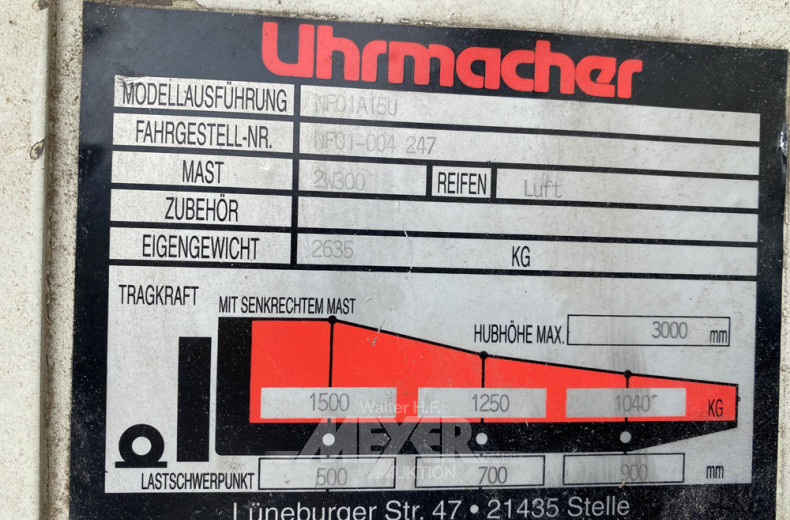 Uhrmacher
MODELLAUSFÜHRUNG NF01A15U
FAHRGESTELL-NR. NF01-004 247
MAST 2W300 REIFEN Luft
ZUBEHÖR
EIGENGEWICHT 2635 KG
TRAGKRAFT
MIT SENKRECHTEM MAST
HUBHÖHE MAX. 3000 mm
1500 1250 1040 KG
Walter H.F.
MEYER
AUKTION
LASTSCHWERPUNKT 500 700 900 mm
Lüneburger Str. 47 • 21435 Stelle